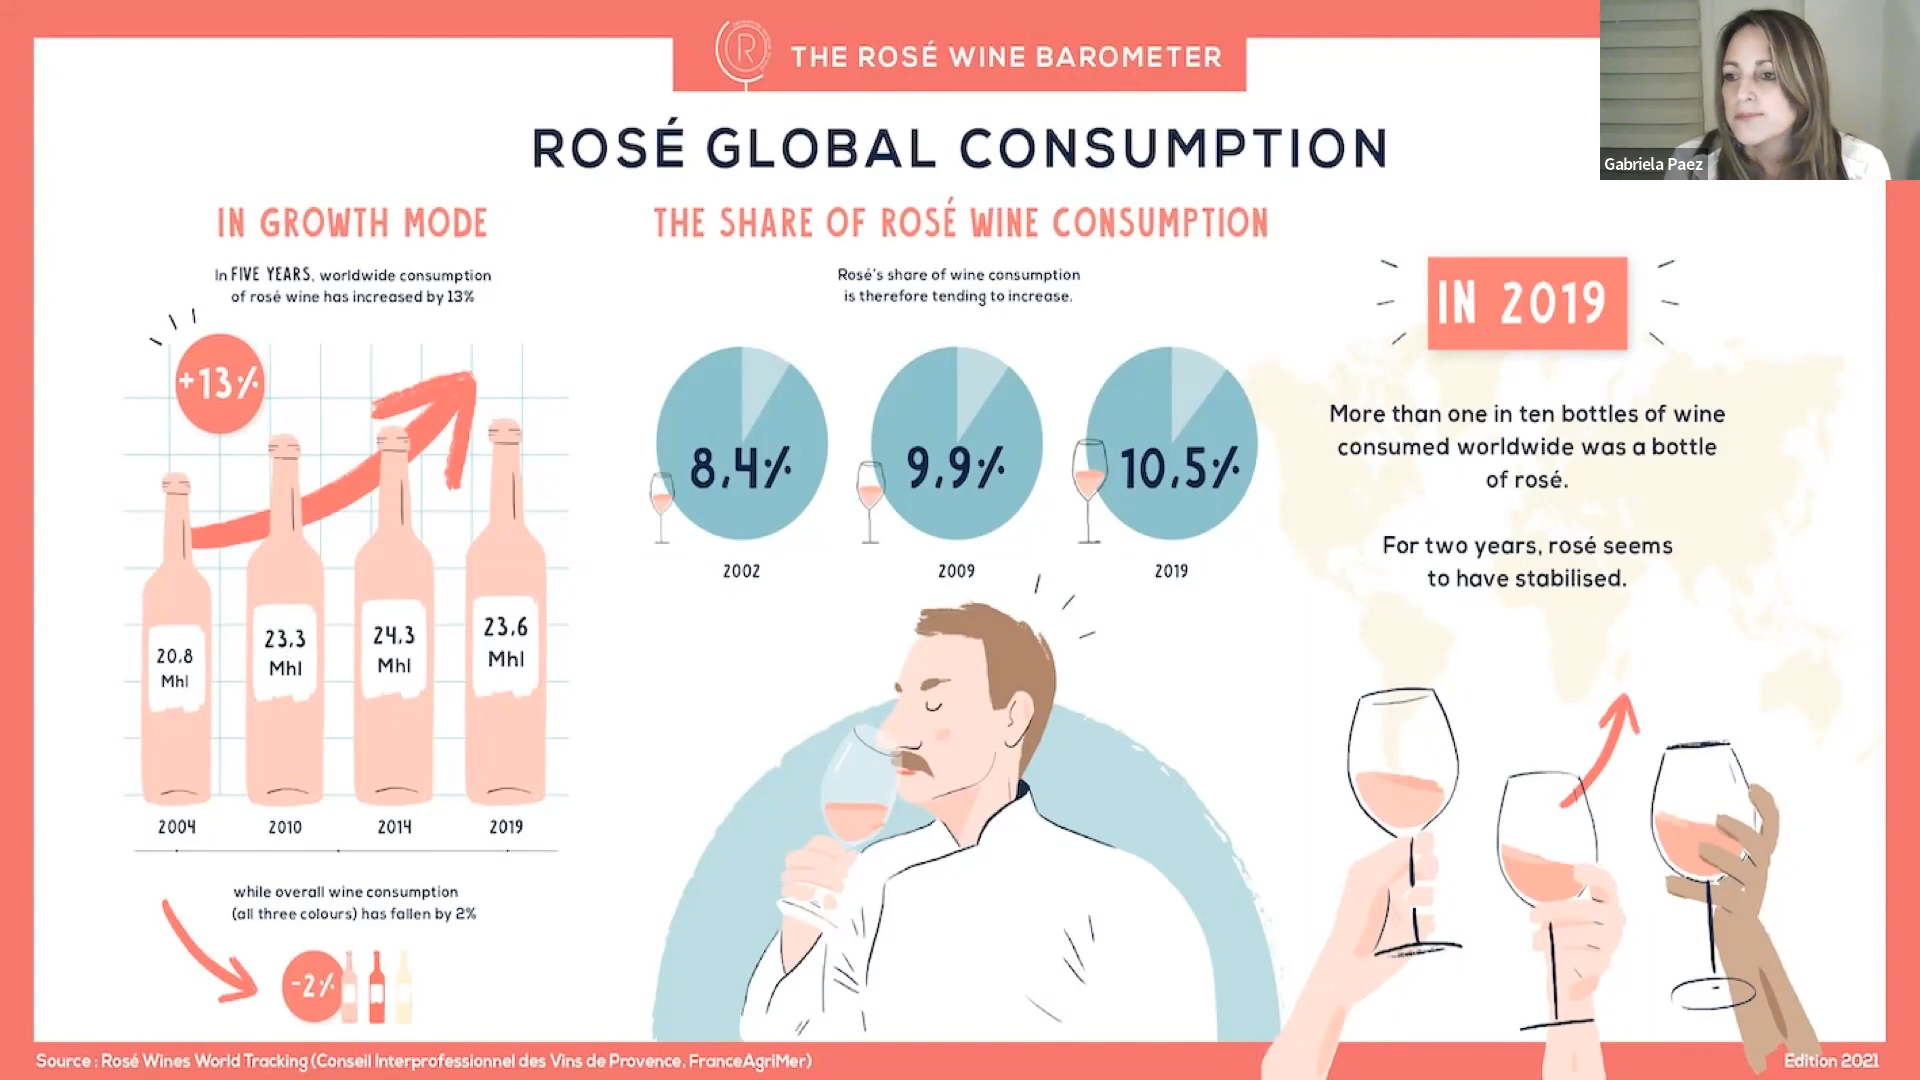 THE ROSÉ WINE BAROMETER
Gabriela Paez
ROSÉ GLOBAL CONSUMPTION
IN GROWTH MODE
In FIVE YEARS, worldwide consumption
of rosé wine has increased by 13%
+13%
20,8
Mhl
23,3
Mhl
24,3
Mhl
23,6
Mhl
2004
2010
2014
2019
while overall wine consumption
(all three colours) has fallen by 2%
-2%
THE SHARE OF ROSÉ WINE CONSUMPTION
Rosé's share of wine consumption
is therefore tending to increase.
8,4%
9,9%
10,5%
2002
2009
2019
IN 2019
More than one in ten bottles of wine
consumed worldwide was a bottle
of rosé.
For two years, rosé seems
to have stabilised.
Source : Rosé Wines World Tracking (Conseil Interprofessionnel des Vins de Provence, FranceAgriMer)
Edition 2021